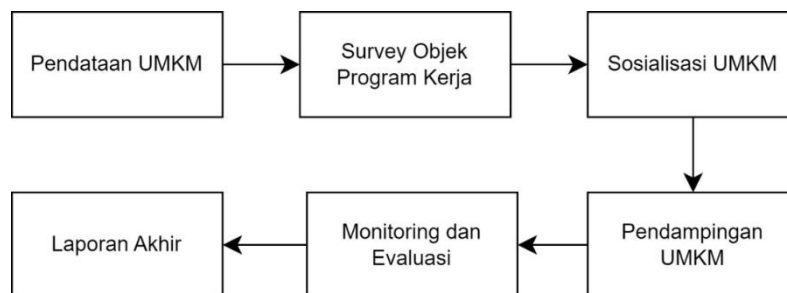 Pendataan UMKM
Survey Objek
Program Kerja
Sosialisasi UMKM
Pendampingan
UMKM
Monitoring dan
Evaluasi
Laporan Akhir